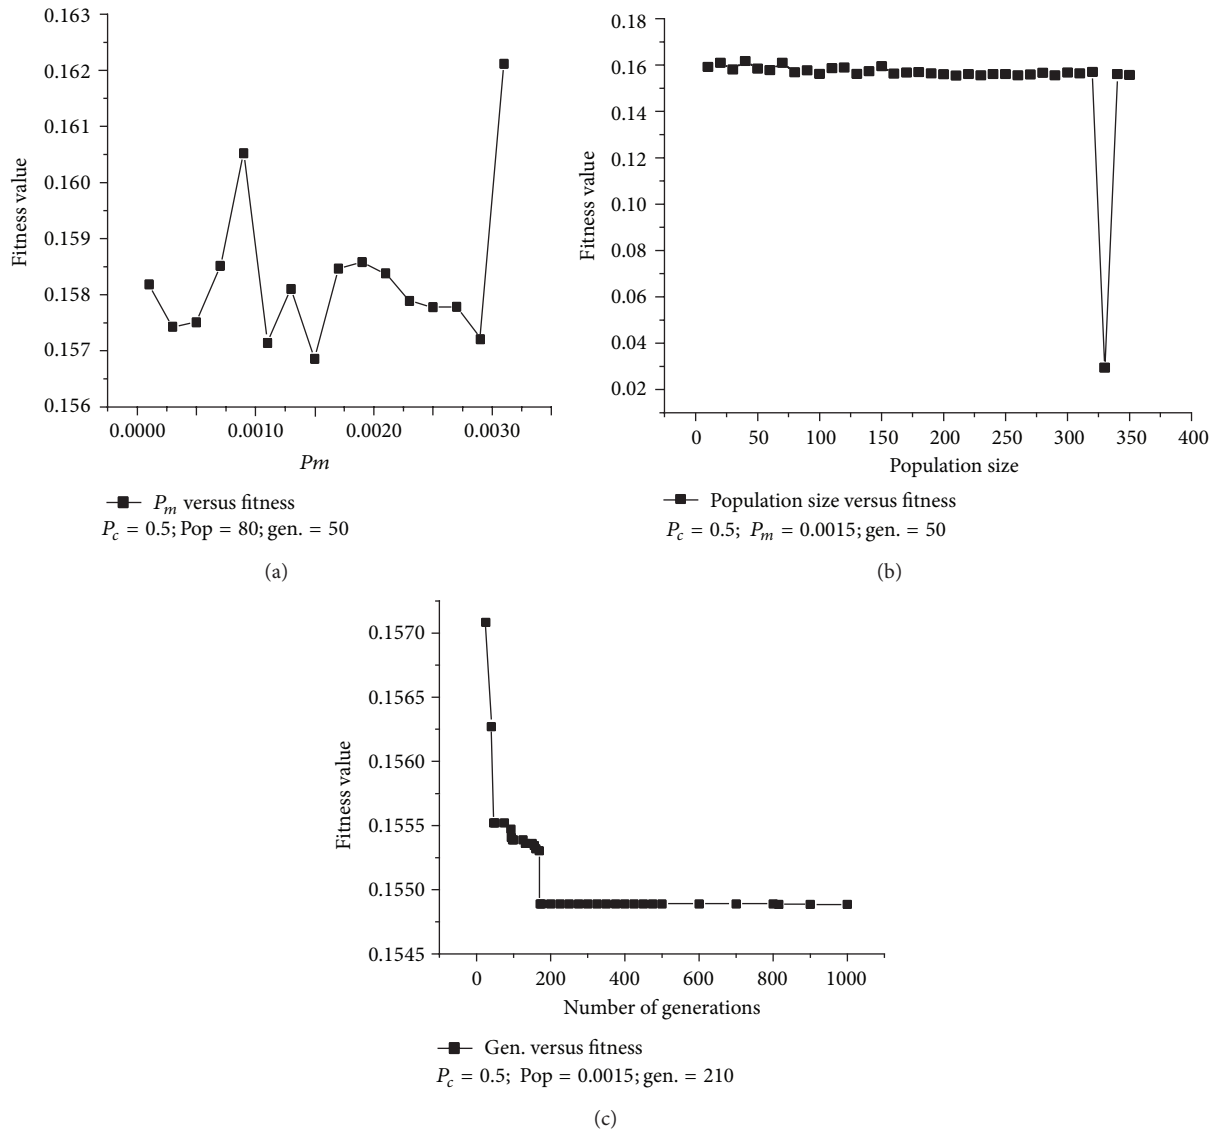 0.163
0.162
0.161
0.160
0.159
0.158
0.157
0.156
Fitness value
0.0000 0.0010 0.0020 0.0030
Pm
P_m versus fitness
P_c = 0.5; Pop = 80; gen. = 50
(a)
0.18
0.16
0.14
0.12
0.10
0.08
0.06
0.04
0.02
Fitness value
0 50 100 150 200 250 300 350 400
Population size
Population size versus fitness
P_c = 0.5; P_m = 0.0015; gen. = 50
(b)
0.1570
0.1565
0.1560
0.1555
0.1550
0.1545
Fitness value
0 200 400 600 800 1000
Number of generations
Gen. versus fitness
P_c = 0.5; Pop = 0.0015; gen. = 210
(c)